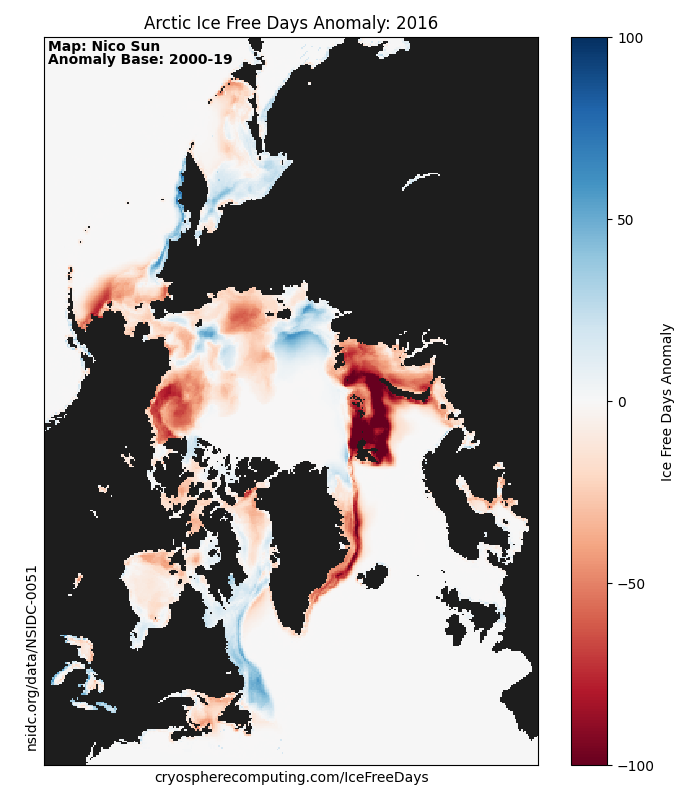 Arctic Ice Free Days Anomaly: 2016
Map: Nico Sun
Anomaly Base: 2000-19
100
50
0
−50
−100
Ice Free Days Anomaly
nsidc.org/data/NSIDC-0051
cryospherecomputing.com/IceFreeDays